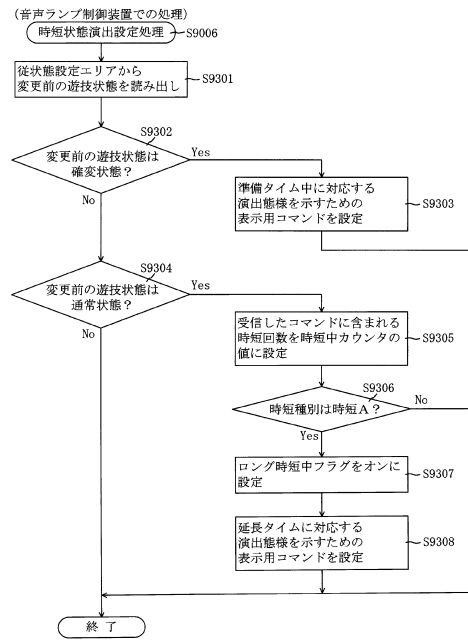 （音声ランプ制御装置での処理）
時短状態演出設定処理
S9006
従状態設定エリアから
変更前の遊技状態を読み出し
S9301
S9302
変更前の遊技状態は
確変状態？
Yes
No
準備タイム中に対応する
演出態様を示すための
表示用コマンドを設定
S9303
S9304
変更前の遊技状態は
通常状態？
Yes
No
受信したコマンドに含まれる
時短回数を時短中カウンタの
値に設定
S9305
S9306
時短種別は時短A？
No
Yes
ロング時短中フラグをオンに
設定
S9307
延長タイムに対応する
演出態様を示すための
表示用コマンドを設定
S9308
終了